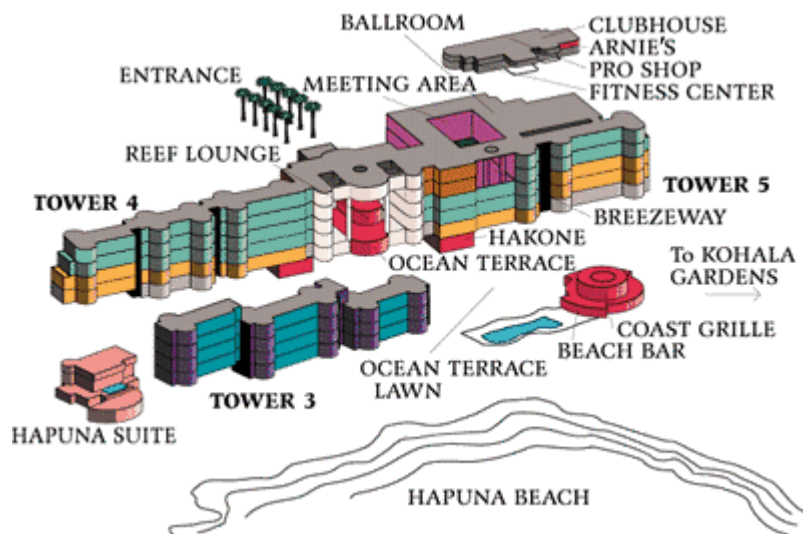 BALLROOM
CLUBHOUSE
ARNIE'S
PRO SHOP
FITNESS CENTER
ENTRANCE
MEETING AREA
REEF LOUNGE
TOWER 4
TOWER 5
BREEZEWAY
HAKONE
OCEAN TERRACE
To KOHALA
GARDENS
COAST GRILLE
BEACH BAR
OCEAN TERRACE
LAWN
TOWER 3
HAPUNA SUITE
HAPUNA BEACH